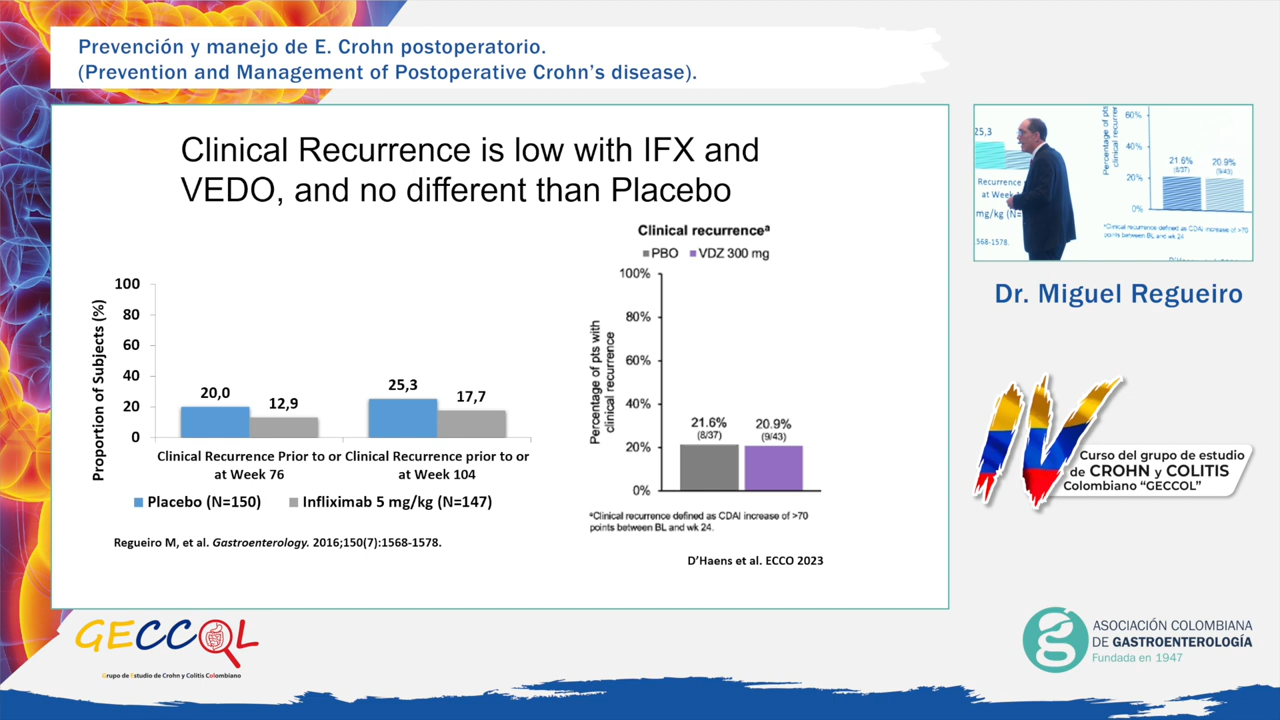 Prevención y manejo de E. Crohn postoperatorio.
(Prevention and Management of Postoperative Crohn's disease).
Clinical Recurrence is low with IFX and
VEDO, and no different than Placebo
Proportion of Subjects (%)
100
80
60
40
20
0
20,0
12,9
25,3
17,7
Clinical Recurrence Prior to or
at Week 76
Clinical Recurrence prior to or
at Week 104
Placebo (N=150)
Infliximab 5 mg/kg (N=147)
Regueiro M, et al. Gastroenterology. 2016;150(7):1568-1578.
Clinical recurrenceª
PBO
VDZ 300 mg
Percentage of pts with
clinical recurrence
100%
80%
60%
40%
20%
0%
21.6%
(8/37)
20.9%
(9/43)
ªClinical recurrence defined as CDAI increase of >70
points between BL and wk 24.
D'Haens et al. ECCO 2023
25,3
Recurrence
at Week
mg/kg (N=
568-1578.
Percentage of pts
clinical recurrer
60%
40%
20%
0%
21.6%
(8/37)
20.9%
(9/43)
ªClinical recurrence defined as CDAI increase of >70
points between BL and wk 24
Dr. Miguel Regueiro
IV
Curso del grupo de estudio
de CROHN y COLITIS
Colombiano "GECCOL"
GECCOL
Grupo de Estudio de Crohn y Colitis Colombiano
ASOCIACIÓN COLOMBIANA
DE GASTROENTEROLOGÍA
Fundada en 1947